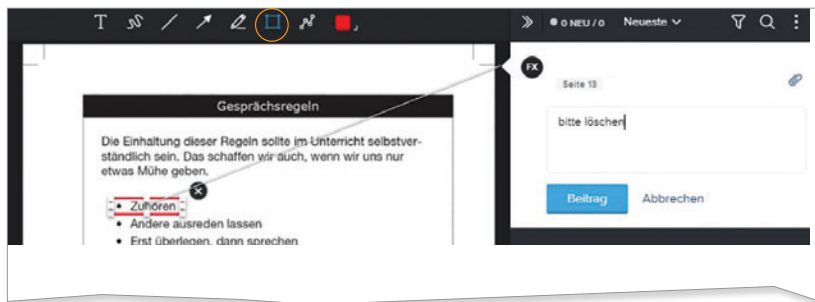 T
0 NEU / 0 Neueste
FX
Seite 13
bitte löschen
Beitrag Abbrechen
Gesprächsregeln
Die Einhaltung dieser Regeln sollte im Unterricht selbstver-
ständlich sein. Das schaffen wir auch, wenn wir uns nur
etwas Mühe geben.
• Zuhören
• Andere ausreden lassen
• Erst überlegen, dann sprechen